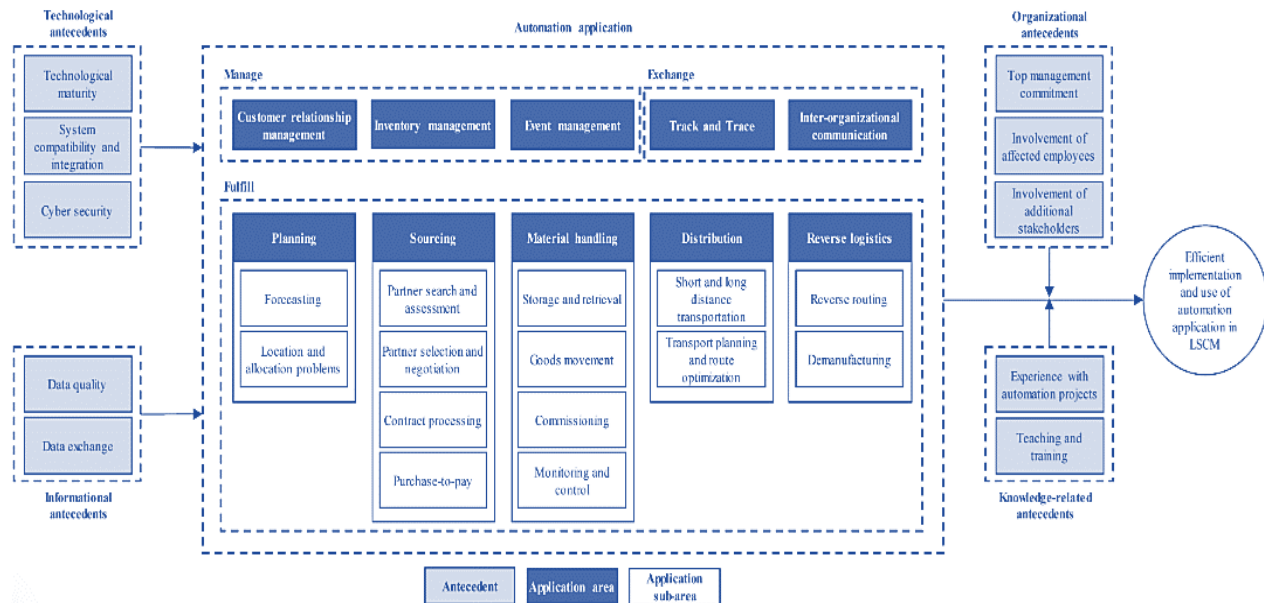 Technological
antecedents
Technological
maturity
System
compatibility and
integration
Cyber security
Data quality
Data exchange
Informational
antecedents
Automation application
Manage
Customer relationship
management
Inventory management
Event management
Exchange
Track and Trace
Inter-organizational
communication
Fulfill
Planning
Forecasting
Location and
allocation problems
Sourcing
Partner search and
assessment
Partner selection and
negotiation
Contract processing
Purchase-to-pay
Material handling
Storage and retrieval
Goods movement
Commissioning
Monitoring and
control
Distribution
Short and long
distance
transportation
Transport planning
and route
optimization
Reverse logistics
Reverse routing
Demanufacturing
Organizational
antecedents
Top management
commitment
Involvement of
affected employees
Involvement of
additional
stakeholders
Experience with
automation projects
Teaching and
training
Knowledge-related
antecedents
Efficient
implementation
and use of
automation
application in
LSCM
Antecedent
Application area
Application
sub-area